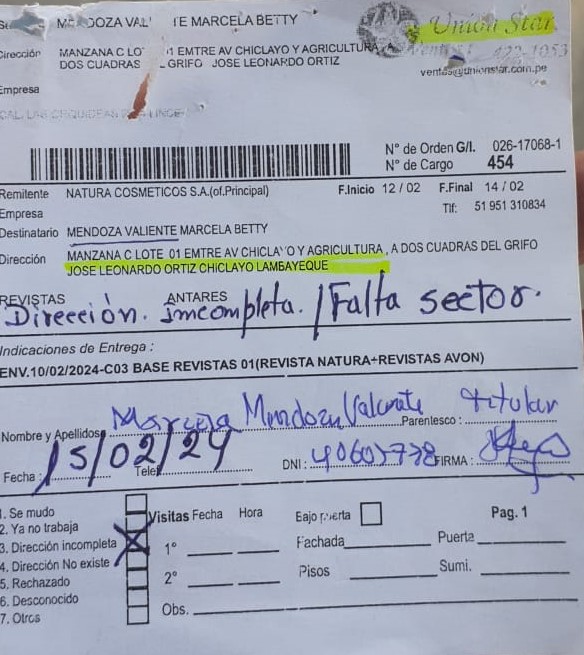 MENDOZA VALIENTE MARCELA BETTY
Union Star
Dirección MANZANA C LOTE 01 EMTRE AV CHICLAYO Y AGRICULTURA
DOS CUADRAS GRIFO JOSE LEONARDO ORTIZ
422-1053
ventas@unionstar.com.pe
Empresa
N° de Orden G/I. 026-17068-1
N° de Cargo 454
Remitente NATURA COSMETICOS S.A.(of.Principal) F.Inicio 12 / 02 F.Final 14 / 02
Empresa Tlf: 51 951 310834
Destinatario MENDOZA VALIENTE MARCELA BETTY
Dirección MANZANA C LOTE 01 EMTRE AV CHICLAYO Y AGRICULTURA , A DOS CUADRAS DEL GRIFO
JOSE LEONARDO ORTIZ CHICLAYO LAMBAYEQUE
REVISTAS ANTARES
Dirección. imcompleta. / Falta sector.
Indicaciones de Entrega :
ENV.10/02/2024-C03 BASE REVISTAS 01(REVISTA NATURA+REVISTAS AVON)
Nombre y Apellidos Marcela Mendoza Valiente Parentesco : titular
Fecha : 15/02/24 Telef DNI : FIRMA :
1. Se mudo
2. Ya no trabaja
3. Dirección incompleta
4. Dirección No existe
5. Rechazado
6. Desconocido
7. Otros
Visitas Fecha Hora Bajo puerta Pag. 1
1° Fachada Puerta
2° Pisos Sumi.
Obs.